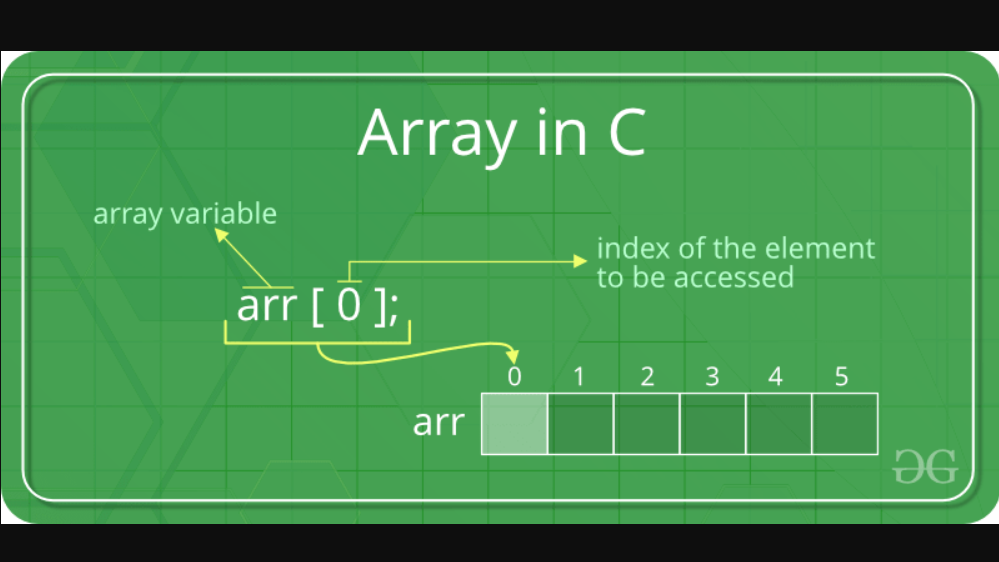 Array in C
array variable
index of the element
to be accessed
arr [ 0 ];
0 1 2 3 4 5
arr
GG